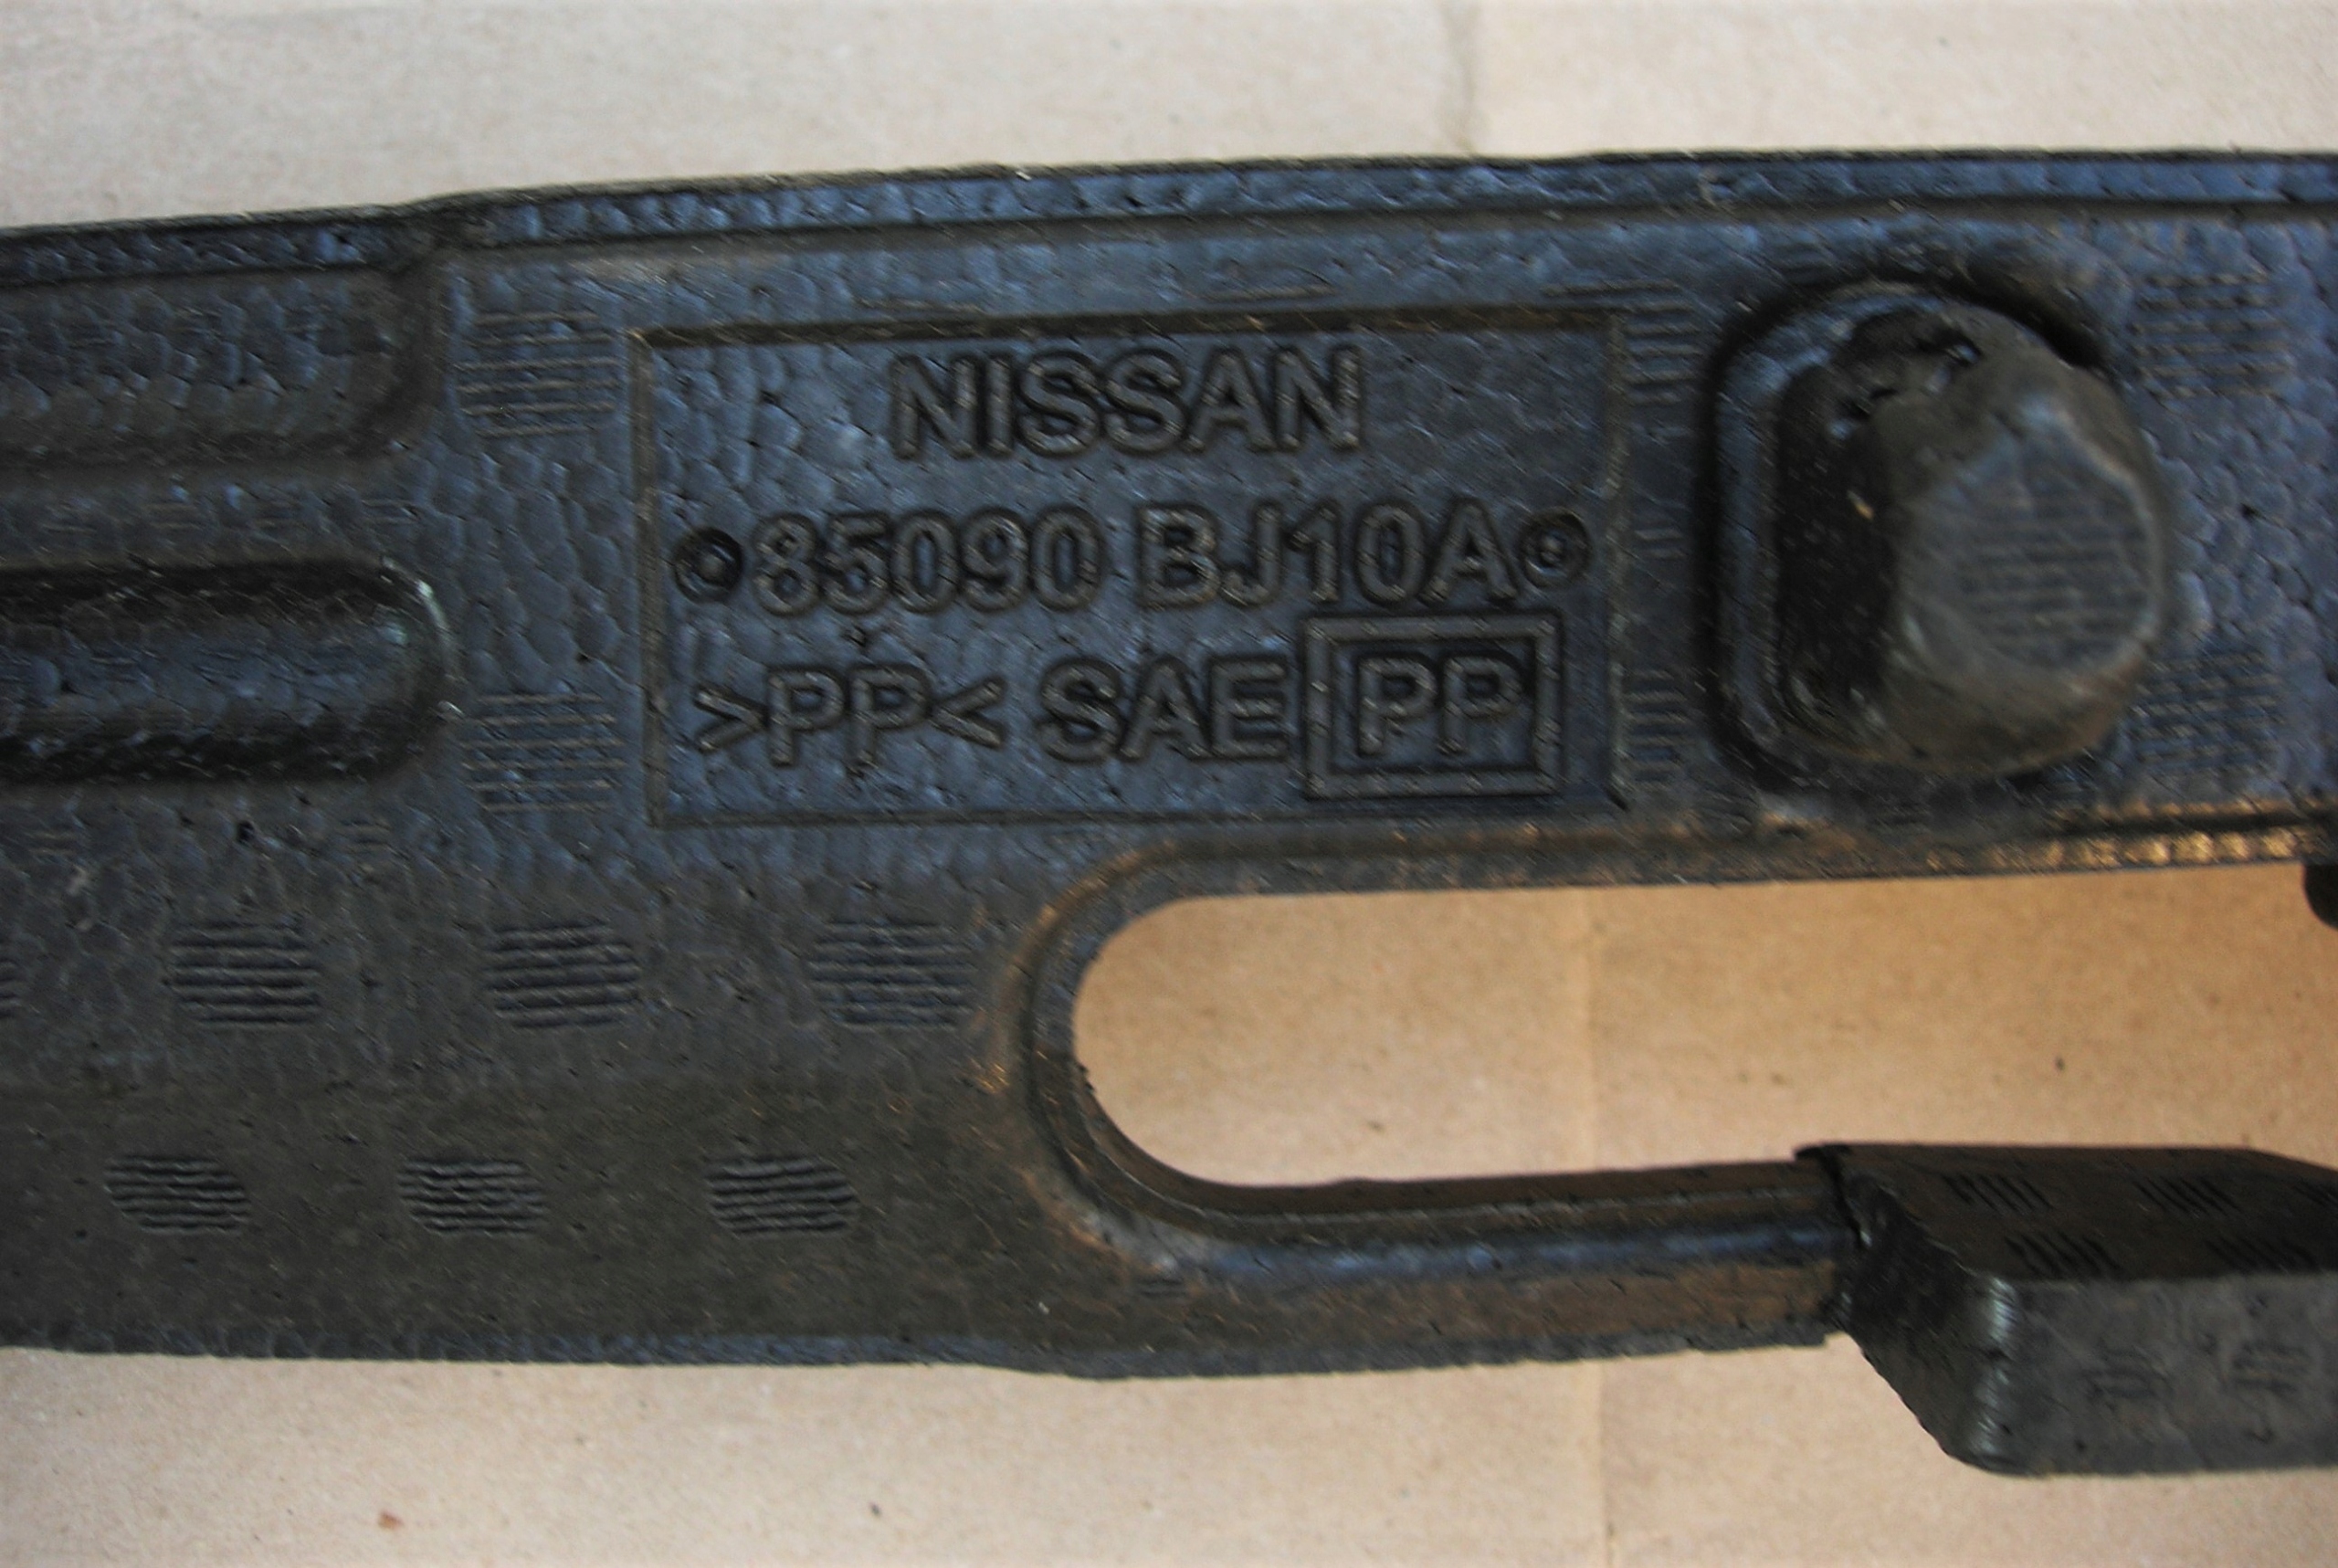 NISSAN
85090 BJ10A
>PP< SAE PP